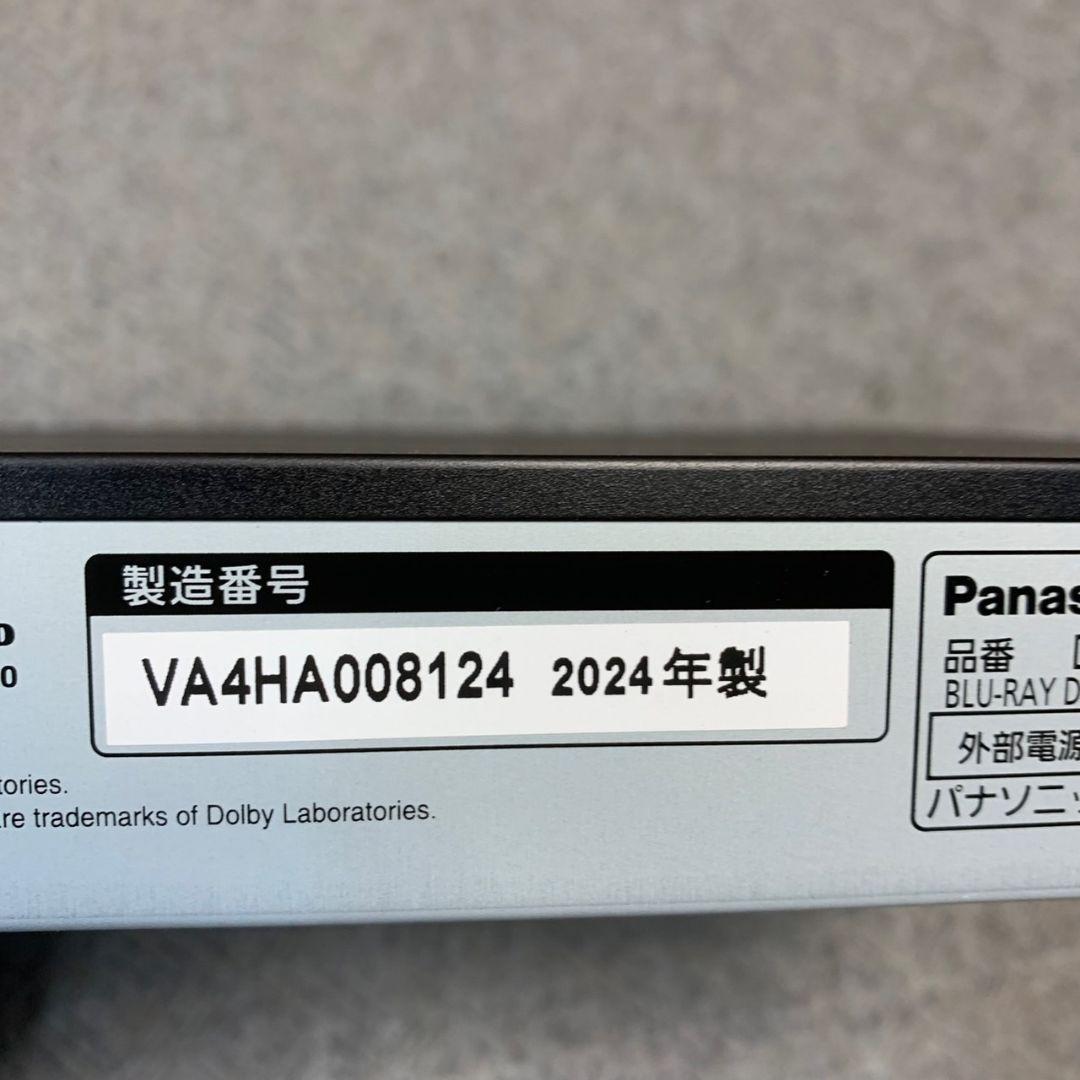 製造番号
VA4HA008124 2024年製
tories.
re trademarks of Dolby Laboratories.
0
Panas
品番
BLU-RAY D
外部電源
パナソニッ